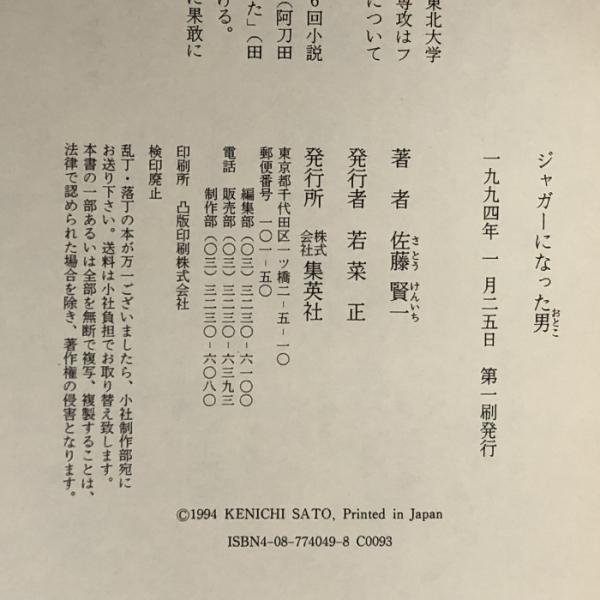 東北大学
専攻はフ
について
6回小説
(阿刀田
た」(田
ける。
に果敢に
ジャガーになった男
おとこ
一九九四年 一月二五日 第一刷発行
著者 佐藤賢一
さとう けんいち
発行者 若菜 正
発行所 株式会社 集英社
東京都千代田区一ツ橋二-五-一〇
郵便番号 一〇一-五〇
編集部(〇三)三二三〇-六一〇〇
電話 販売部(〇三)三二三〇-六三九三
制作部(〇三)三二三〇-六〇八〇
印刷所 凸版印刷株式会社
検印廃止
乱丁・落丁の本が万一ございましたら、小社制作部宛に
お送り下さい。送料は小社負担でお取り替え致します。
本書の一部あるいは全部を無断で複写、複製することは、
法律で認められた場合を除き、著作権の侵害となります。
©1994 KENICHI SATO, Printed in Japan
ISBN4-08-774049-8 C0093